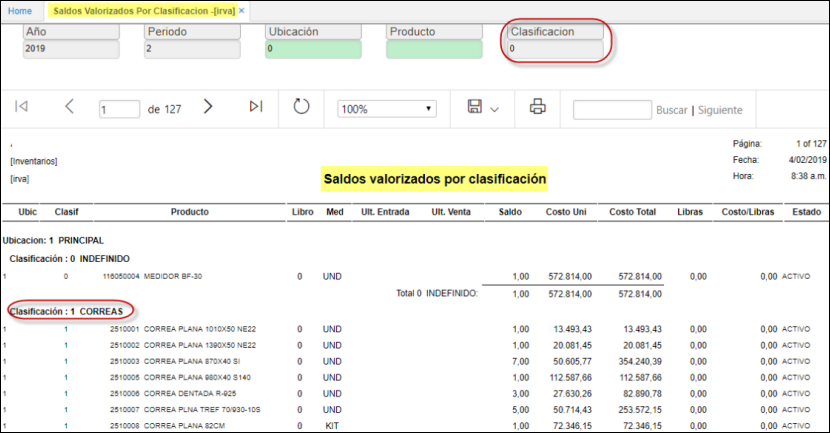 Home Saldos Valorizados Por Clasificacion -[irva] ×
Año Periodo Ubicación Producto Clasificacion
2019 2 0 0
1 de 127 100% Buscar | Siguiente
, Página: 1 of 127
[Inventarios] Fecha: 4/02/2019
[irva] Hora: 8:38 a.m.
Saldos valorizados por clasificación
Ubic Clasif Producto Libro Med Ult. Entrada Ult. Venta Saldo Costo Uni Costo Total Libras Costo/Libras Estado
Ubicacion: 1 PRINCIPAL
Clasificación : 0 INDEFINIDO
1 0 116050004 MEDIDOR BF-30 0 UND 1,00 572.814,00 572.814,00 0,00 0,00 ACTIVO
Total 0 INDEFINIDO: 1,00 572.814,00 572.814,00
Clasificación : 1 CORREAS
1 1 2510001 CORREA PLANA 1010X50 NE22 0 UND 1,00 13.493,43 13.493,43 0,00 0,00 ACTIVO
1 1 2510002 CORREA PLANA 1390X50 NE22 0 UND 1,00 20.081,45 20.081,45 0,00 0,00 ACTIVO
1 1 2510003 CORREA PLANA 870X40 SI 0 UND 7,00 50.605,77 354.240,39 0,00 0,00 ACTIVO
1 1 2510005 CORREA PLANA 980X40 S140 0 UND 1,00 112.587,66 112.587,66 0,00 0,00 ACTIVO
1 1 2510006 CORREA DENTADA R-925 0 UND 3,00 27.630,26 82.890,78 0,00 0,00 ACTIVO
1 1 2510007 CORREA PLNA TREF 70/930-10S 0 UND 5,00 50.714,43 253.572,15 0,00 0,00 ACTIVO
1 1 2510008 CORREA PLANA 82CM 0 KIT 1,00 72.346,15 72.346,15 0,00 0,00 ACTIVO